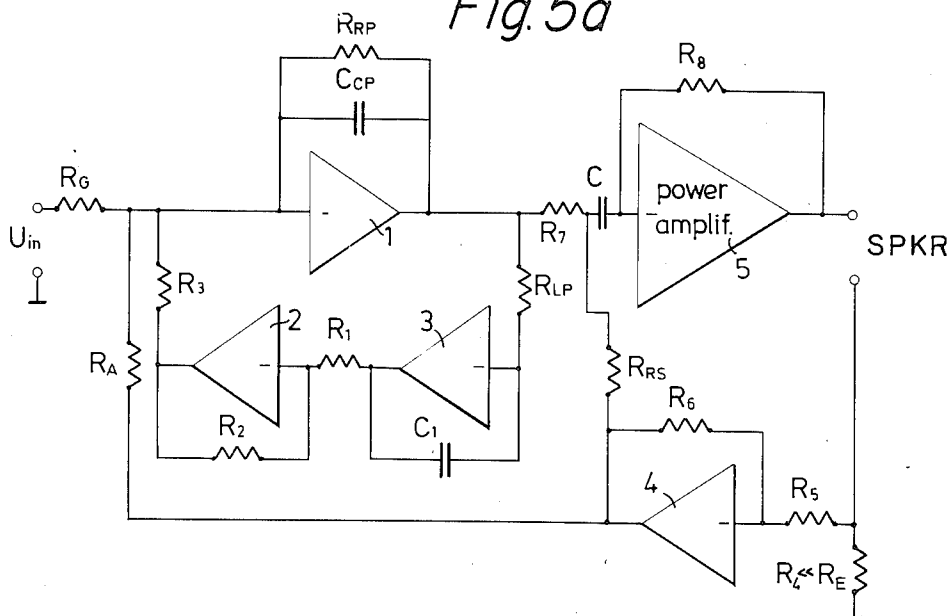 Fig. 5a
R_RP
C_CP
R_8
R_G
C
power
amplif.
1
R_7
5
SPKR
U_in
R_3
R_LP
2
R_1
3
R_A
R_RS
R_6
R_2
C_1
4
R_5
R_4 ≪ R_E